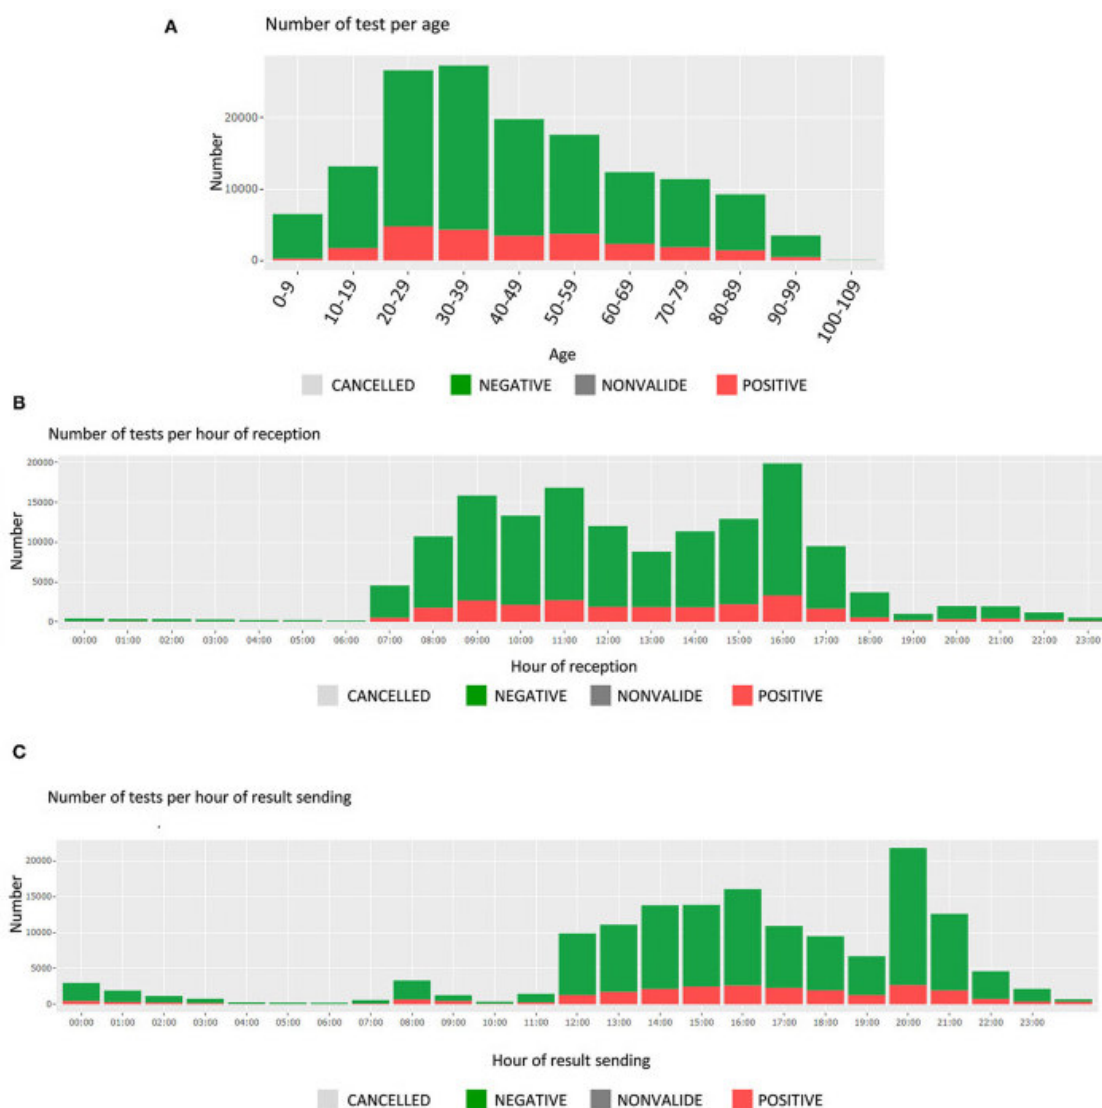 A
Number of test per age
Number
20000
10000
0
0-9 10-19 20-29 30-39 40-49 50-59 60-69 70-79 80-89 90-99 100-109
Age
CANCELLED NEGATIVE NONVALIDE POSITIVE
B
Number of tests per hour of reception
Number
20000
15000
10000
5000
0
00:00 01:00 02:00 03:00 04:00 05:00 06:00 07:00 08:00 09:00 10:00 11:00 12:00 13:00 14:00 15:00 16:00 17:00 18:00 19:00 20:00 21:00 22:00 23:00
Hour of reception
CANCELLED NEGATIVE NONVALIDE POSITIVE
C
Number of tests per hour of result sending
Number
20000
15000
10000
5000
0
00:00 01:00 02:00 03:00 04:00 05:00 06:00 07:00 08:00 09:00 10:00 11:00 12:00 13:00 14:00 15:00 16:00 17:00 18:00 19:00 20:00 21:00 22:00 23:00
Hour of result sending
CANCELLED NEGATIVE NONVALIDE POSITIVE